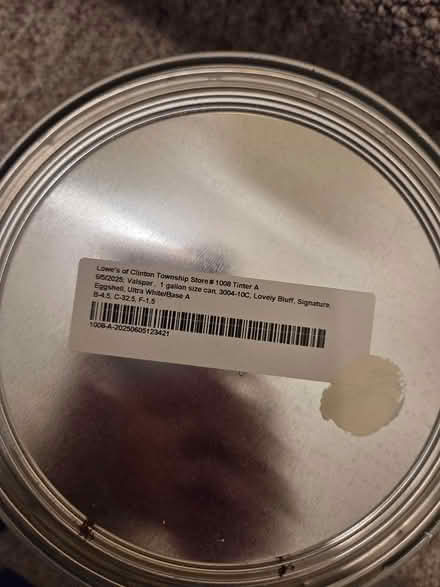 Lowe's of Clinton Township Store# 1008 Tinter A
6/5/2025, Valspar , 1 gallon size can, 3004-10C, Lovely Bluff, Signature,
Eggshell, Ultra White/Base A
B-4.5, C-32.5, F-1.5
1008-A-20250605123421